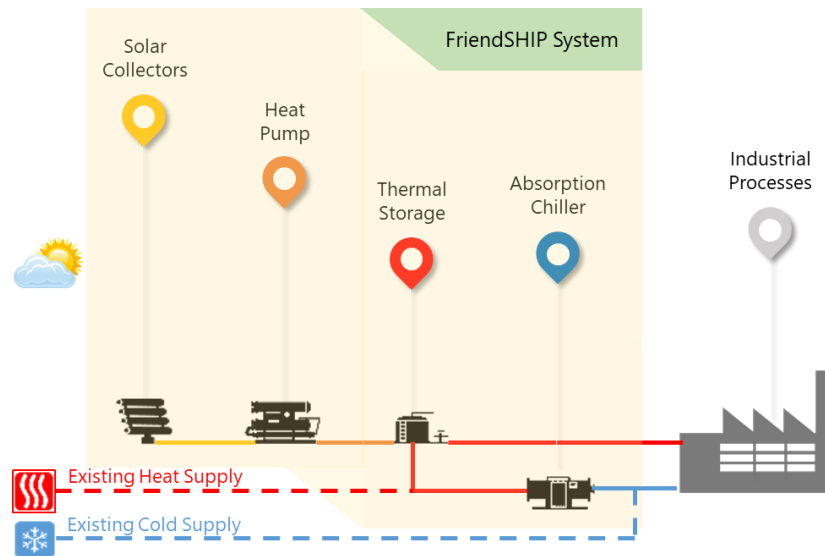 FriendSHIP System
Solar
Collectors
Heat
Pump
Thermal
Storage
Absorption
Chiller
Industrial
Processes
Existing Heat Supply
Existing Cold Supply